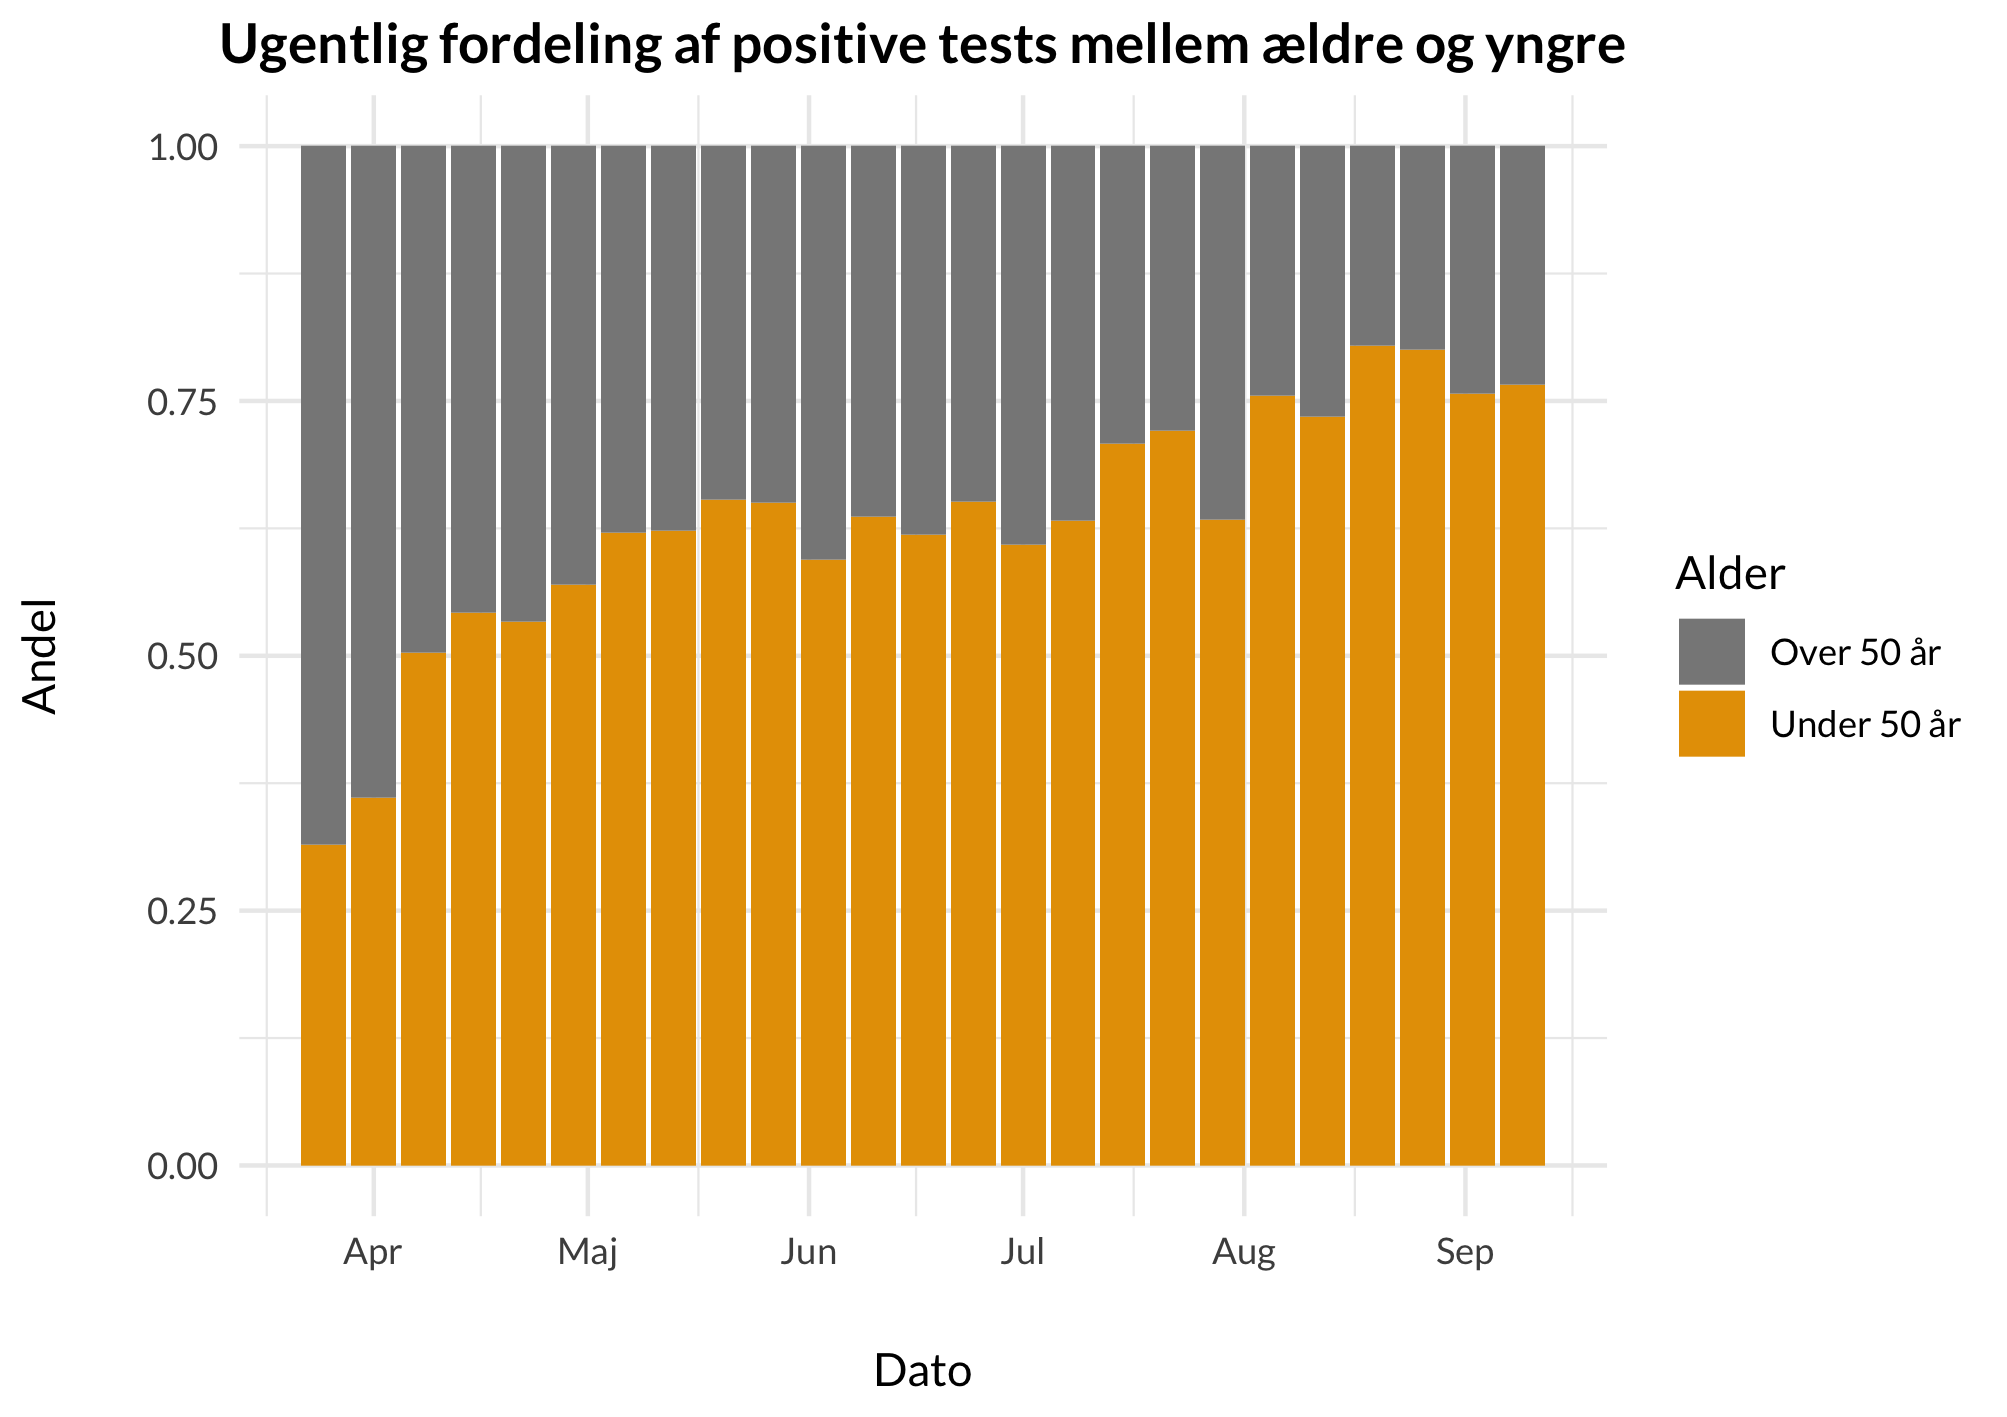 Ugentlig fordeling af positive tests mellem ældre og yngre
1.00
0.75
0.50
0.25
0.00
Andel
Apr Maj Jun Jul Aug Sep
Dato
Alder
Over 50 år
Under 50 år